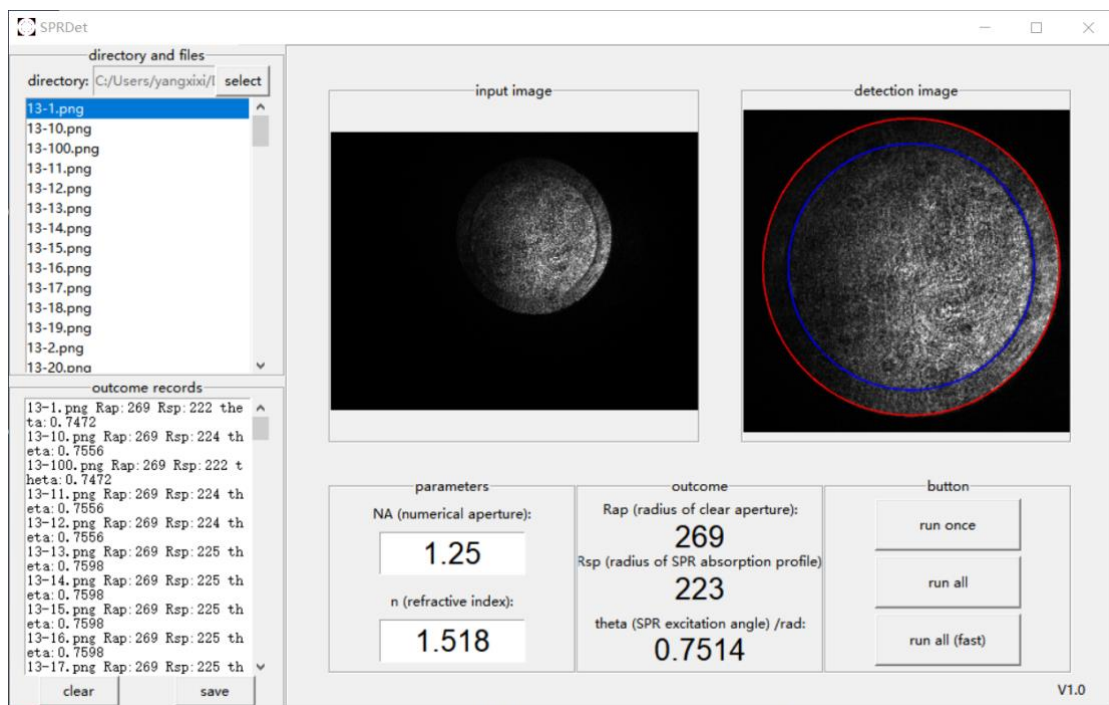 SPRDet
directory and files
directory: C:/Users/yangxixi/I select
13-1.png
13-10.png
13-100.png
13-11.png
13-12.png
13-13.png
13-14.png
13-15.png
13-16.png
13-17.png
13-18.png
13-19.png
13-2.png
13-20.png
outcome records
13-1.png Rap:269 Rsp:222 the
ta:0.7472
13-10.png Rap:269 Rsp:224 th
eta:0.7556
13-100.png Rap:269 Rsp:222 t
heta:0.7472
13-11.png Rap:269 Rsp:224 th
eta:0.7556
13-12.png Rap:269 Rsp:224 th
eta:0.7556
13-13.png Rap:269 Rsp:225 th
eta:0.7598
13-14.png Rap:269 Rsp:225 th
eta:0.7598
13-15.png Rap:269 Rsp:225 th
eta:0.7598
13-16.png Rap:269 Rsp:225 th
eta:0.7598
13-17.png Rap:269 Rsp:225 th
clear save
input image
detection image
parameters
NA (numerical aperture):
1.25
n (refractive index):
1.518
outcome
Rap (radius of clear aperture):
269
Rsp (radius of SPR absorption profile)
223
theta (SPR excitation angle) /rad:
0.7514
button
run once
run all
run all (fast)
V1.0